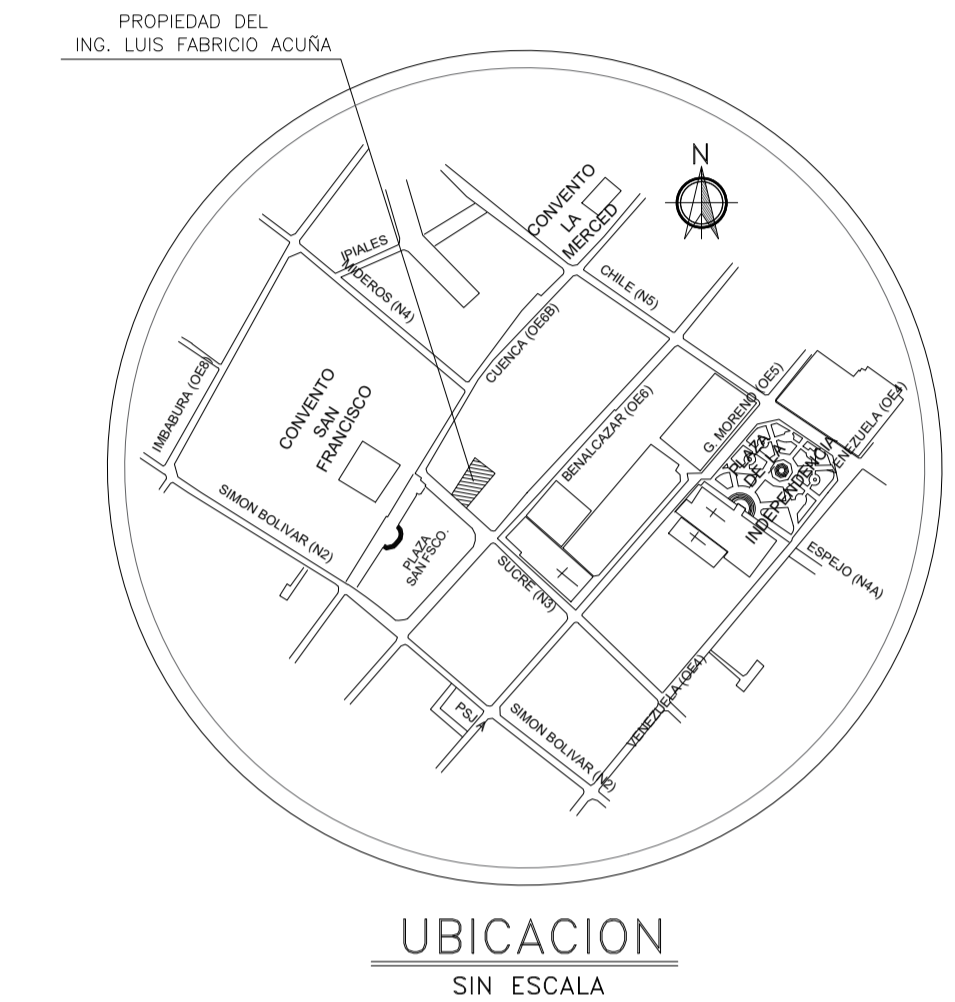 PROPIEDAD DEL
ING. LUIS FABRICIO ACUÑA
N
CONVENTO
LA
MERCED
IPIALES
MIDEROS (N4)
CHILE (N5)
CUENCA (OE6B)
IMBABURA (OE8)
CONVENTO
SAN
FRANCISCO
BENALCAZAR (OE6)
G. MORENO (OE5)
VENEZUELA (OE4)
PLAZA
DE LA
INDEPENDENCIA
SIMON BOLIVAR (N2)
PLAZA
SAN FSCO.
SUCRE (N3)
ESPEJO (N4A)
VENEZUELA (OE4)
PSJ
SIMON BOLIVAR (N2)
UBICACION
SIN ESCALA